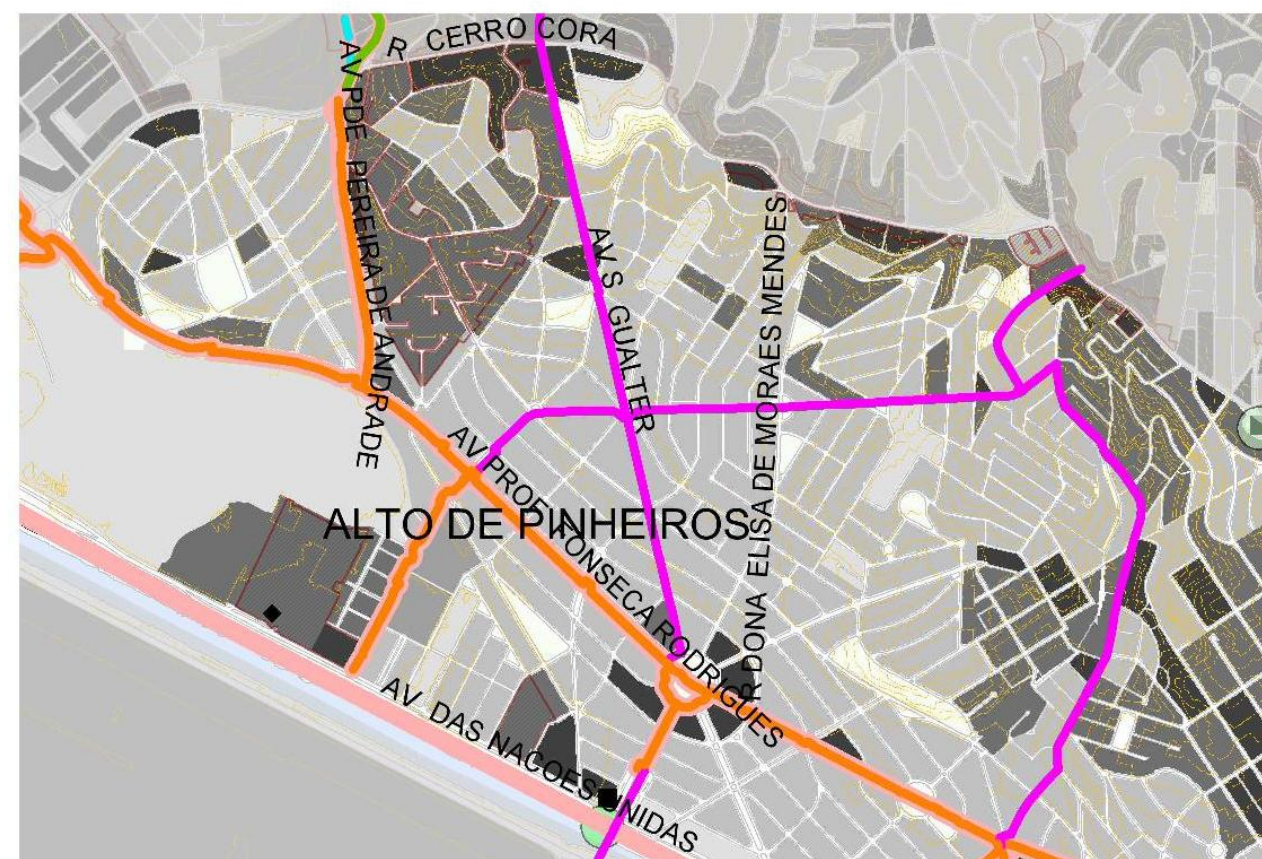 R CERRO CORA
AV PDE PEREIRA DE ANDRADE
AV S GUALTER
R DONA ELISA DE MORAES MENDES
AV PROF FONSECA RODRIGUES
ALTO DE PINHEIROS
AV DAS NACOES UNIDAS